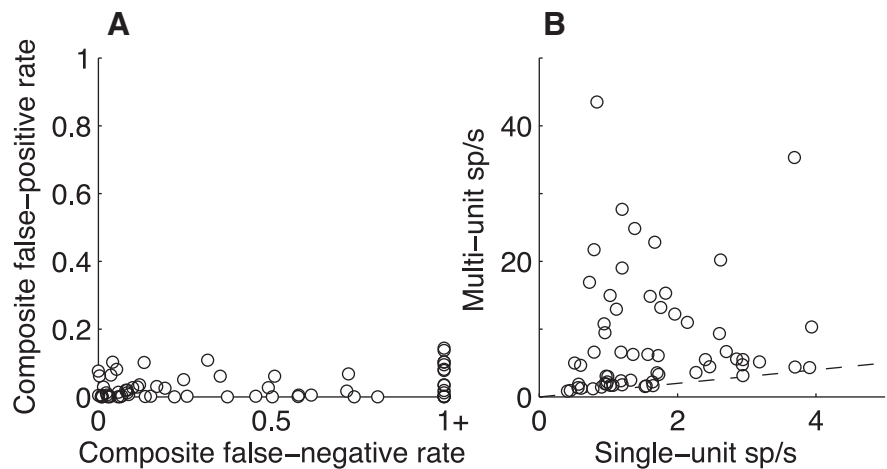 A
Composite false−positive rate
1
0.8
0.6
0.4
0.2
0
0
0.5
1+
Composite false−negative rate
B
Multi−unit sp/s
40
20
0
0
2
4
Single−unit sp/s